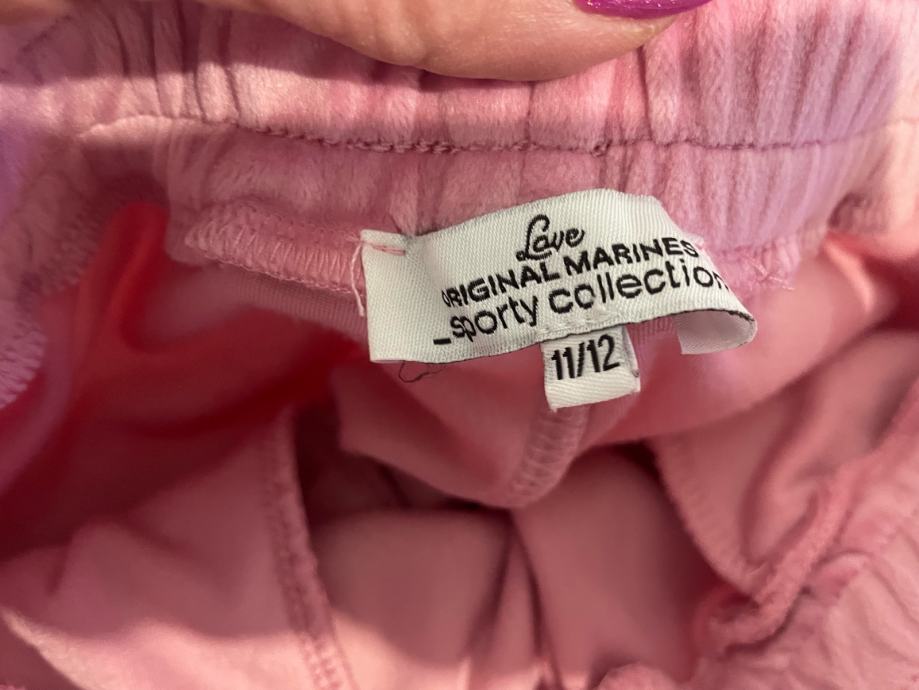 Love
ORIGINAL MARINES
_sporty collection
11/12